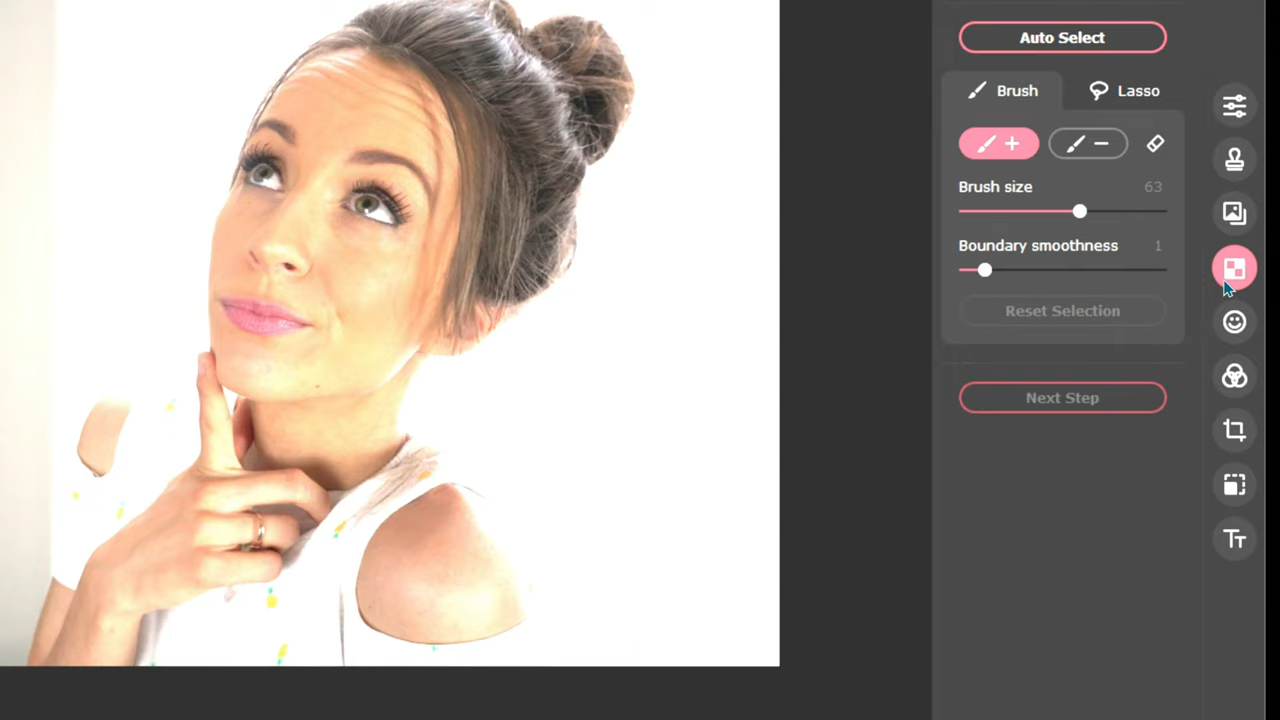 Auto Select
Brush
Lasso
Brush size 63
Boundary smoothness 1
Reset Selection
Next Step